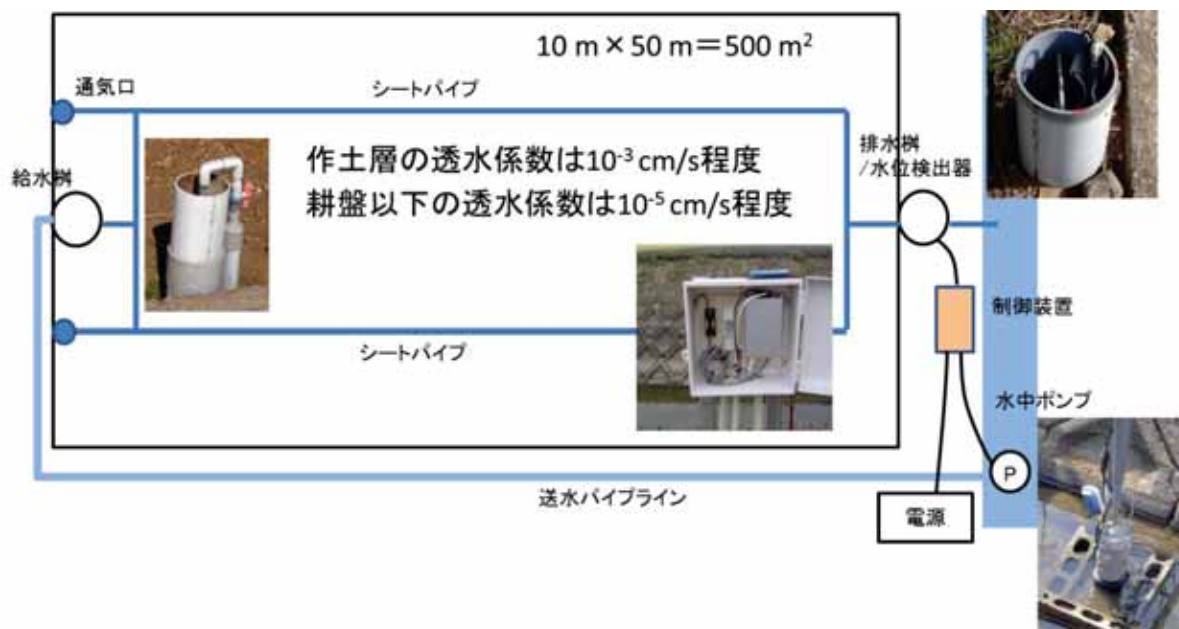 10 m×50 m=500 m²
通気口
シートパイプ
作土層の透水係数は10⁻³ cm/s程度
耕盤以下の透水係数は10⁻⁵ cm/s程度
給水桝
排水桝
/水位検出器
シートパイプ
制御装置
水中ポンプ
P
送水パイプライン
電源